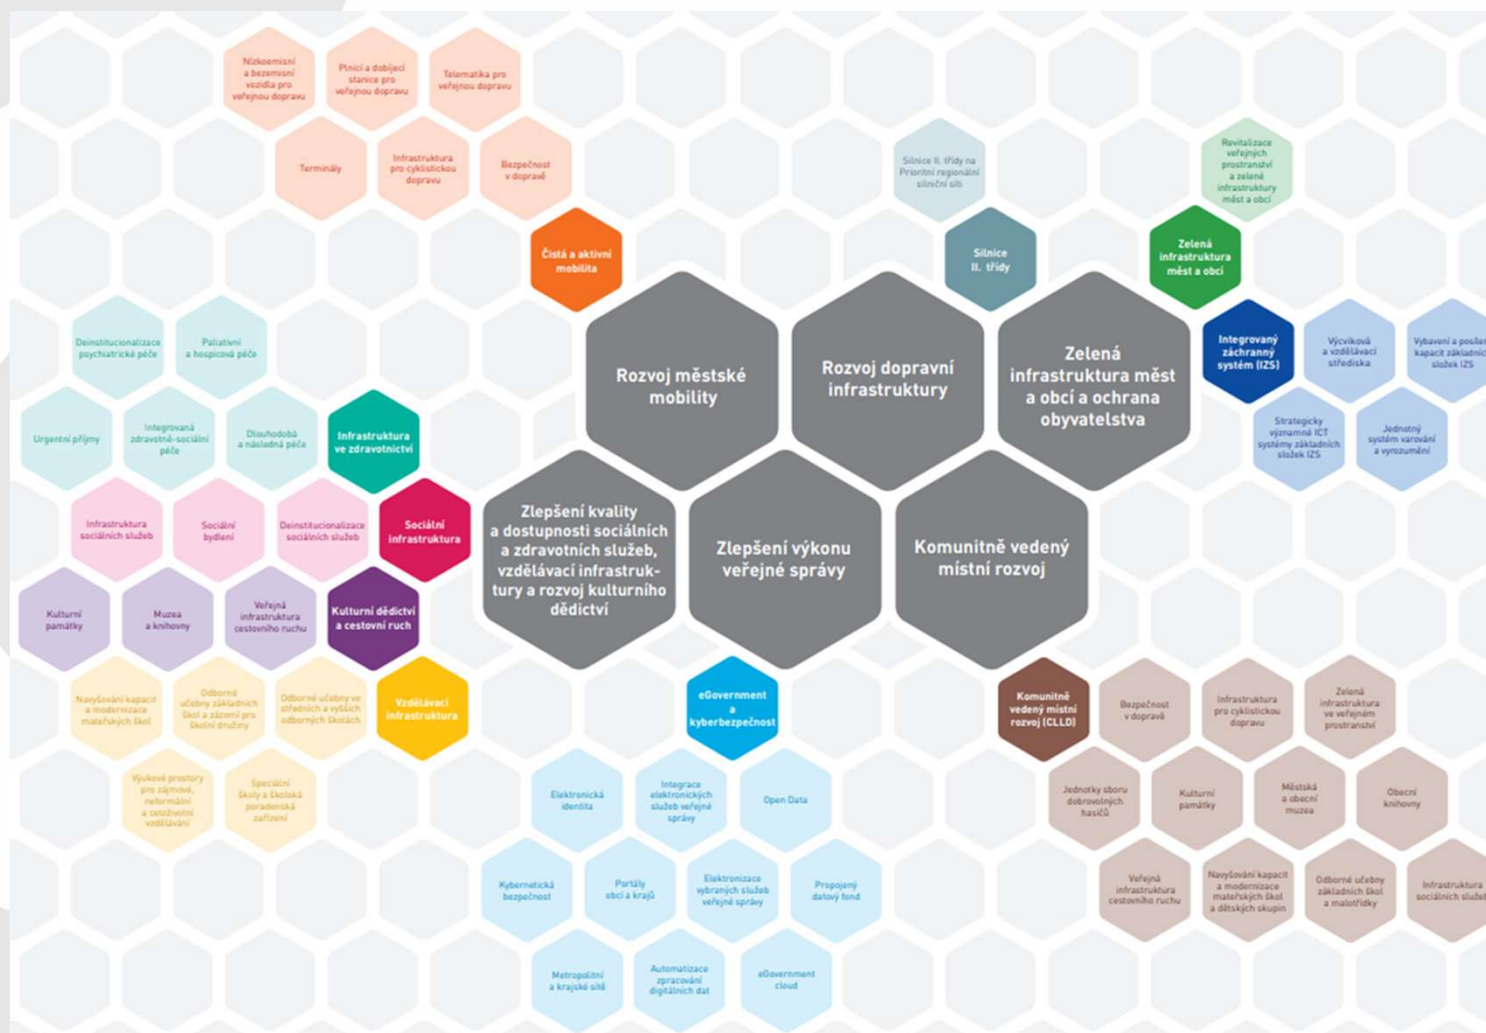 Nízkoemisní
a bezemisní
vozidla pro
veřejnou dopravu
Plnicí a dobíjecí
stanice pro
veřejnou dopravu
Telematika pro
veřejnou dopravu
Terminály
Infrastruktura
pro cyklistickou
dopravu
Bezpečnost
v dopravě
Silnice II. třídy na
Prioritní regionální
silniční síti
Revitalizace
veřejných
prostranství
a zelené
infrastruktury
měst a obcí
Čistá a aktivní
mobilita
Silnice
II. třídy
Zelená
infrastruktura
měst a obcí
Deinstitucionalizace
psychiatrické péče
Paliativní
a hospicová péče
Rozvoj městské
mobility
Rozvoj dopravní
infrastruktury
Zelená
infrastruktura měst
a obcí a ochrana
obyvatelstva
Integrovaný
záchranný
systém (IZS)
Výcviková
a vzdělávací
střediska
Vybavení a
kapacit základních
složek IZS
Urgentní příjmy
Integrovaná
zdravotně-sociální
péče
Dlouhodobá
a následná péče
Infrastruktura
ve zdravotnictví
Strategicky
významné ICT
systémy základních
složek IZS
Jednotný
systém varování
a vyrozumění
Infrastruktura
sociálních služeb
Sociální
bydlení
Deinstitucionalizace
sociálních služeb
Sociální
infrastruktura
Zlepšení kvality
a dostupnosti sociálních
a zdravotních služeb,
vzdělávací infrastruk-
tury a rozvoj kulturního
dědictví
Zlepšení výkonu
veřejné správy
Komunitně vedený
místní rozvoj
Kulturní
památky
Muzea
a knihovny
Veřejná
infrastruktura
cestovního ruchu
Kulturní dědictví
a cestovní ruch
Navyšování kapacit
a modernizace
mateřských škol
Odborné
učebny základních
škol a zázemí pro
školní družiny
Odborné učebny ve
středních a vyšších
odborných školách
Vzdělávací
infrastruktura
eGovernment
a
kyberbezpečnost
Komunitně
vedený místní
rozvoj (CLLD)
Bezpečnost
v dopravě
Infrastruktura
pro cyklistickou
dopravu
Zelená
infrastruktura
ve veřejném
prostranství
Výukové prostory
pro zájmové,
neformální
a celoživotní
vzdělávání
Speciální
školy a školská
poradenská
zařízení
Elektronická
identita
Integrace
elektronických
služeb veřejné
správy
Open Data
Jednotky sboru
dobrovolných
hasičů
Kulturní
památky
Městská
a obecní
muzea
Obecní
knihovny
Kybernetická
bezpečnost
Portály
obcí a krajů
Elektronizace
vybraných služeb
veřejné správy
Propojený
datový fond
Veřejná
infrastruktura
cestovního ruchu
Navyšování kapacit
a modernizace
mateřských škol
a dětských skupin
Odborné učebny
základních škol
a malotřídky
Infrastruktura
sociálních služeb
Metropolitní
a krajské sítě
Automatizace
zpracování
digitálních dat
eGovernment
cloud